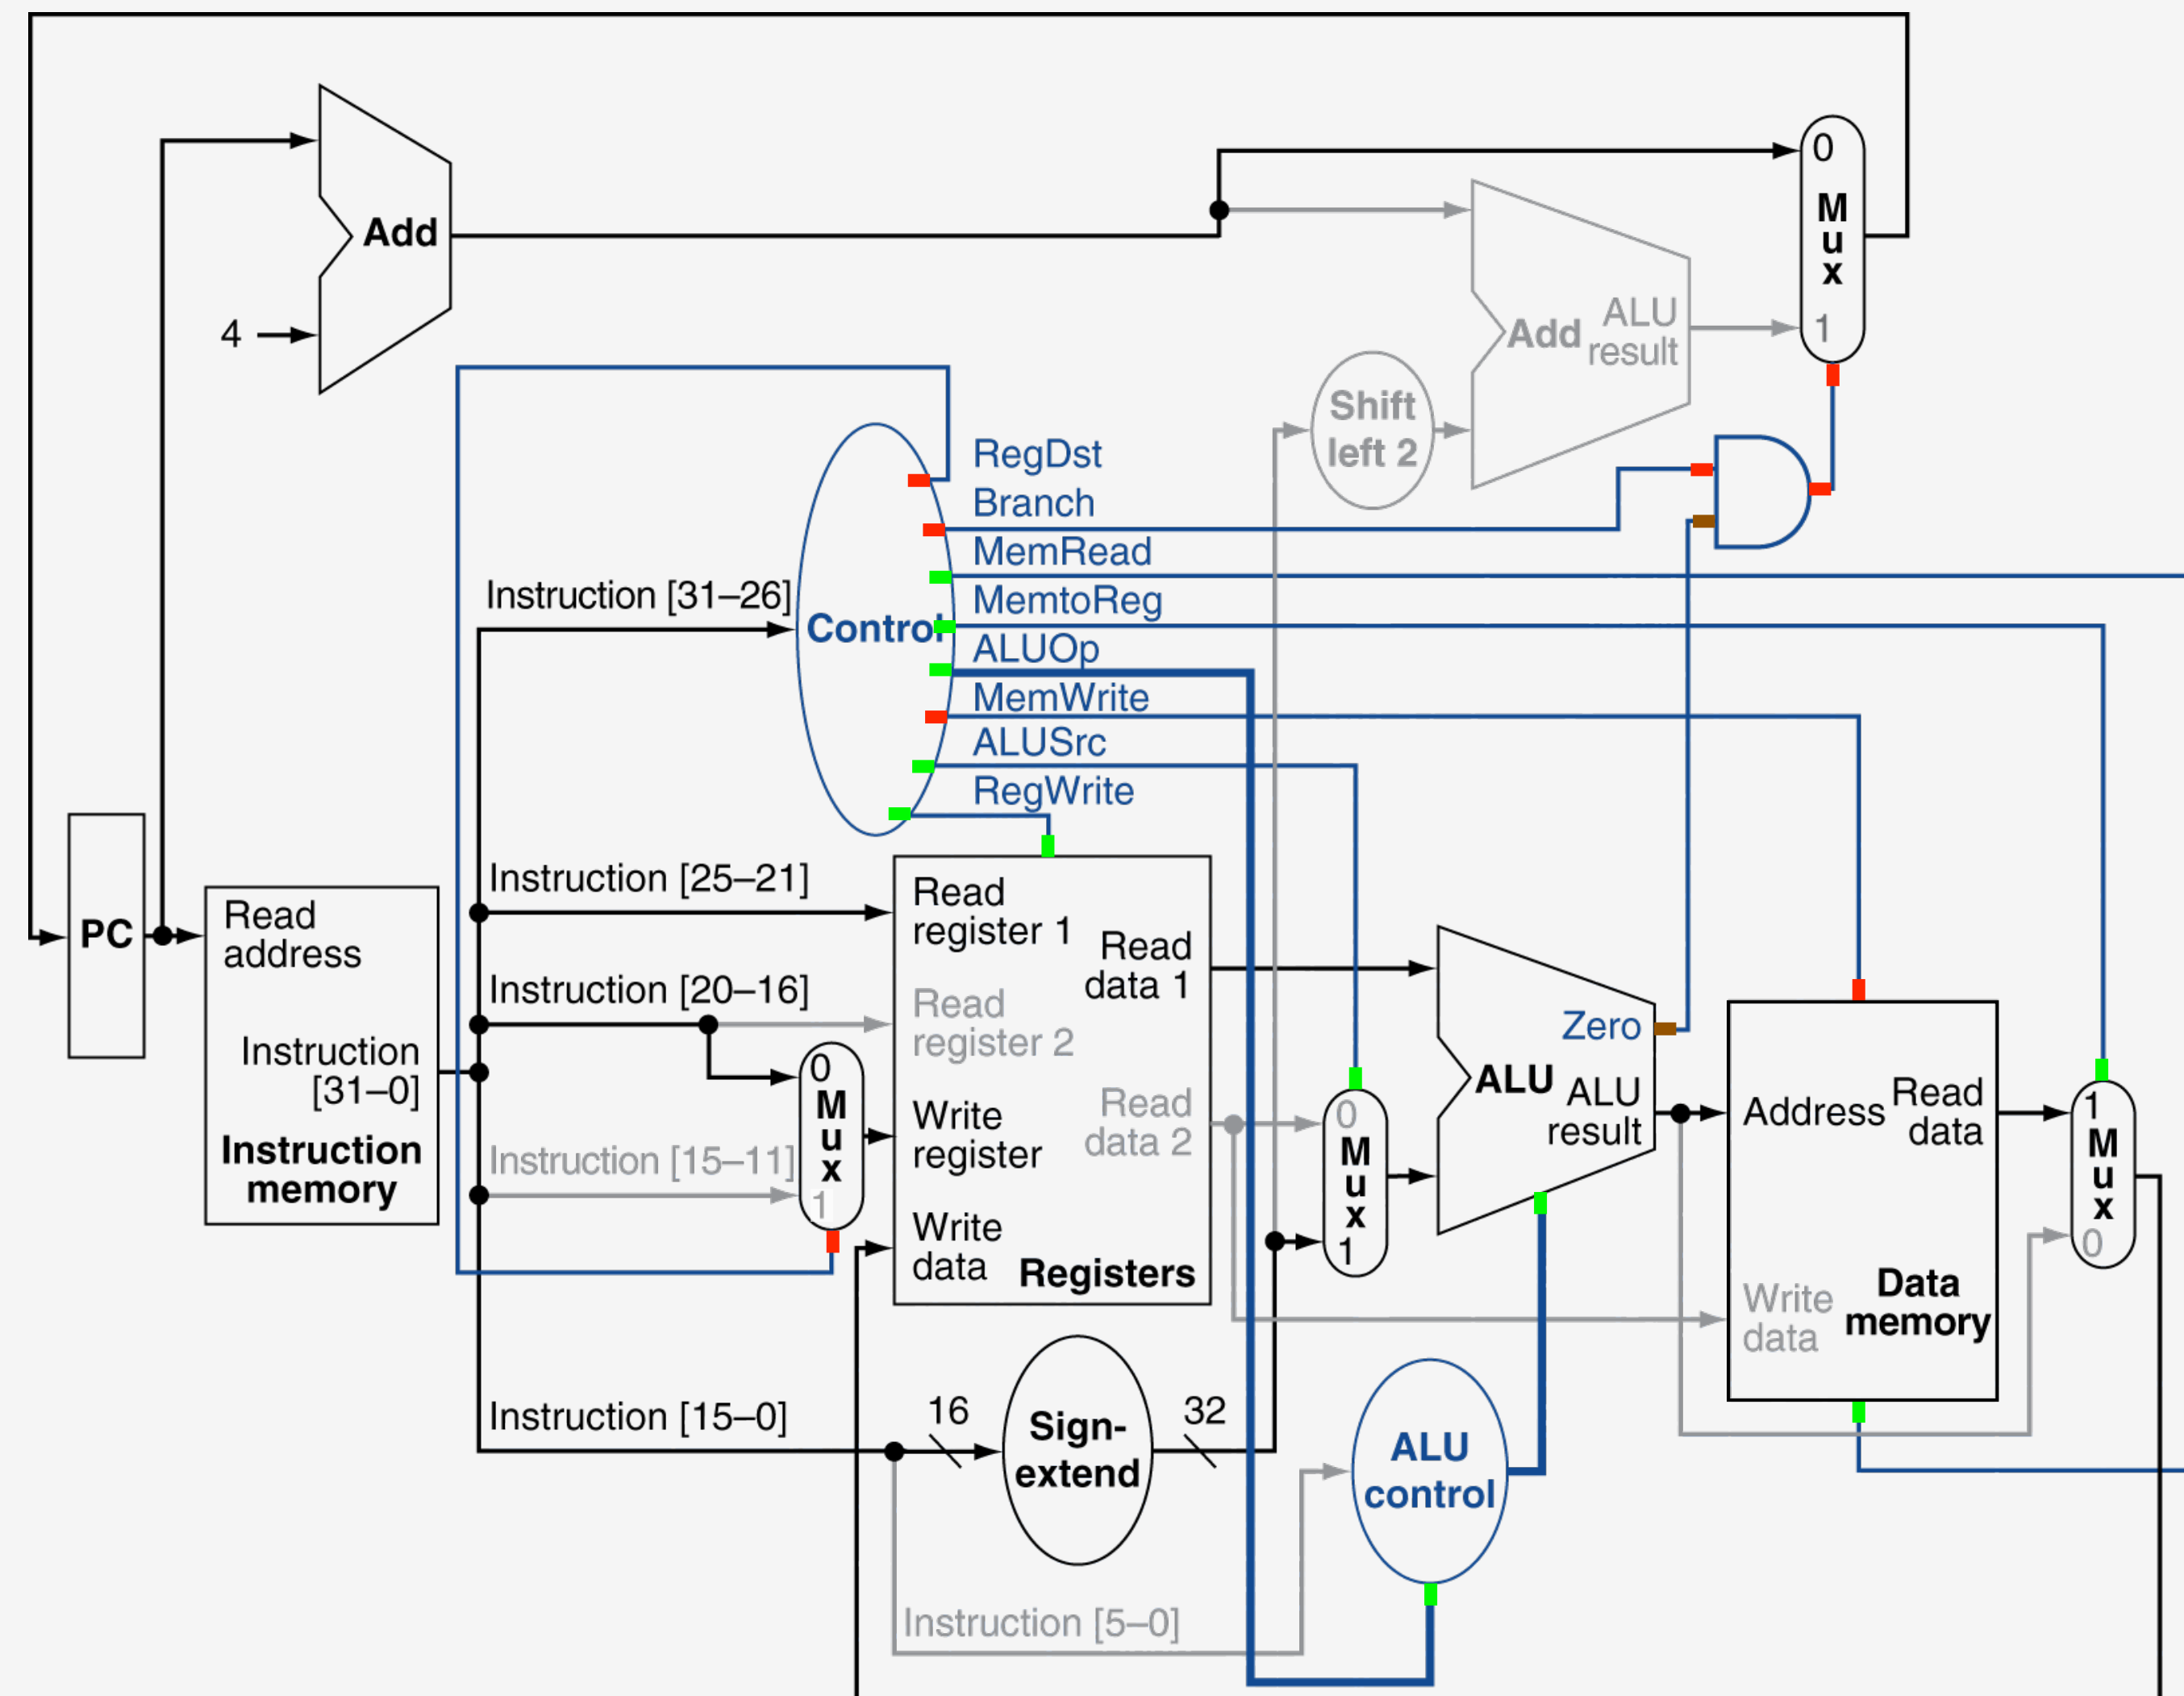 0
M
u
x
1
Add
4
Add
ALU
result
Shift
left 2
RegDst
Branch
MemRead
MemtoReg
ALUOp
MemWrite
ALUSrc
RegWrite
Control
Instruction [31–26]
Instruction [25–21]
Instruction [20–16]
Instruction [15–11]
Instruction [15–0]
Instruction [5–0]
PC
Read
address
Instruction
[31–0]
Instruction
memory
0
M
u
x
1
Read
register 1
Read
register 2
Write
register
Write
data
Read
data 1
Read
data 2
Registers
16
Sign-
extend
32
0
M
u
x
1
Zero
ALU
ALU
result
ALU
control
Address
Read
data
Write
data
Data
memory
1
M
u
x
0